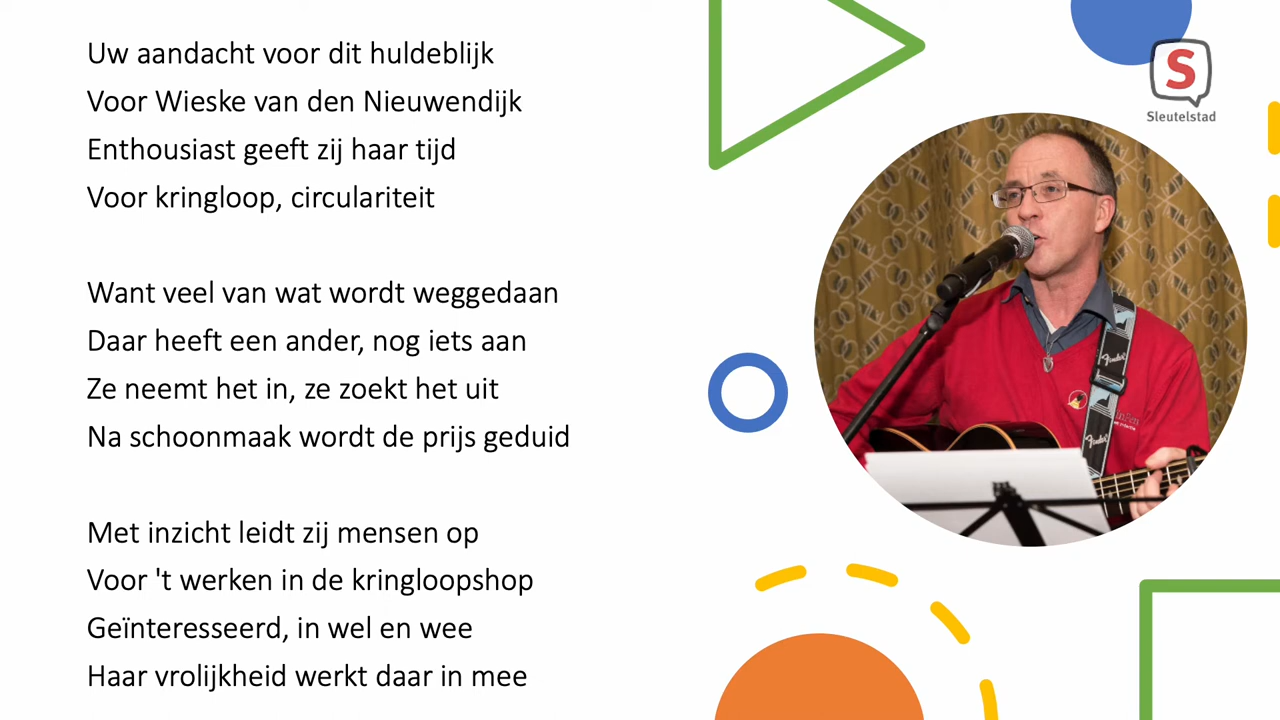 Uw aandacht voor dit huldeblijk
Voor Wieske van den Nieuwendijk
Enthousiast geeft zij haar tijd
Voor kringloop, circulariteit
Want veel van wat wordt weggedaan
Daar heeft een ander, nog iets aan
Ze neemt het in, ze zoekt het uit
Na schoonmaak wordt de prijs geduid
Met inzicht leidt zij mensen op
Voor 't werken in de kringloopshop
Geïnteresseerd, in wel en wee
Haar vrolijkheid werkt daar in mee
S
Sleutelstad
Fender
Fender